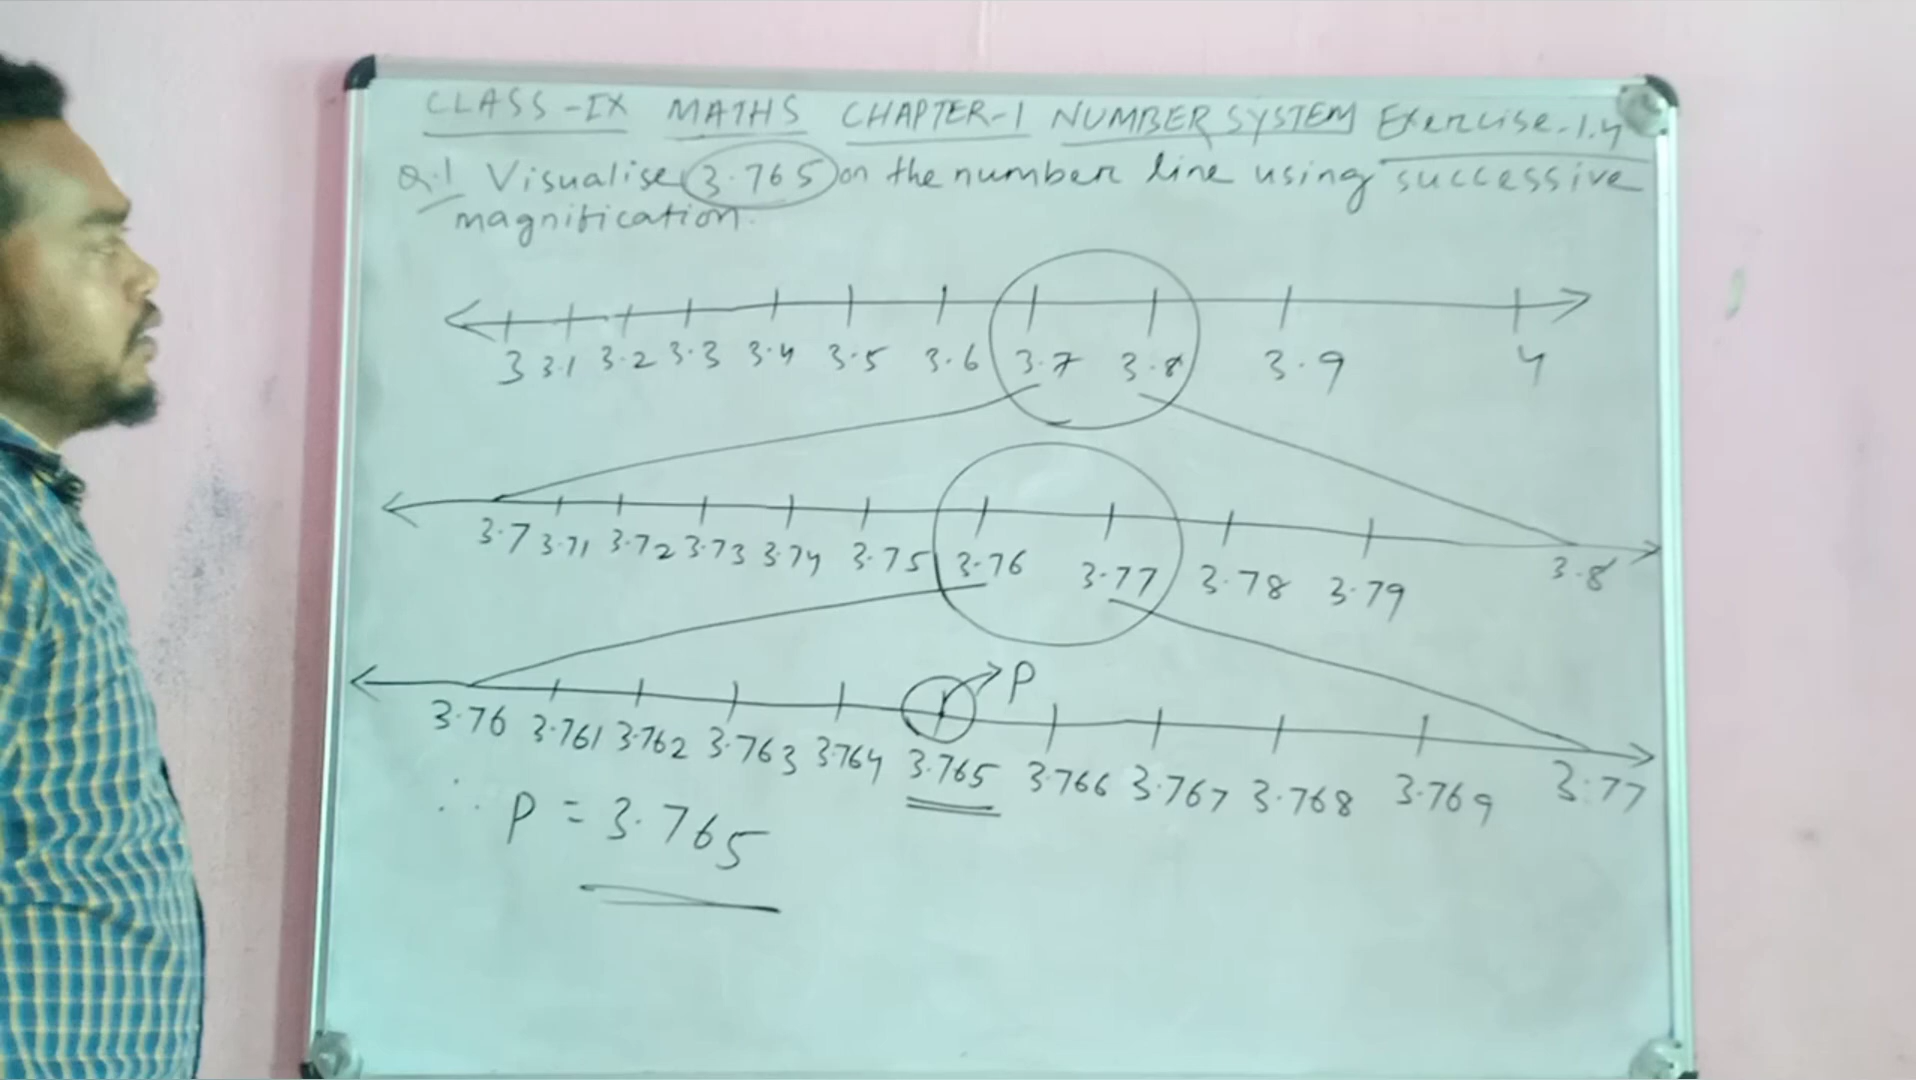 CLASS-IX MATHS CHAPTER-1 NUMBER SYSTEM Exercise-1.4
Q.1 Visualise 3.765 on the number line using successive
magnification.
3 3.1 3.2 3.3 3.4 3.5 3.6 3.7 3.8 3.9 4
3.7 3.71 3.72 3.73 3.74 3.75 3.76 3.77 3.78 3.79 3.8
P
3.76 3.761 3.762 3.763 3.764 3.765 3.766 3.767 3.768 3.769 3.77
∴ P = 3.765